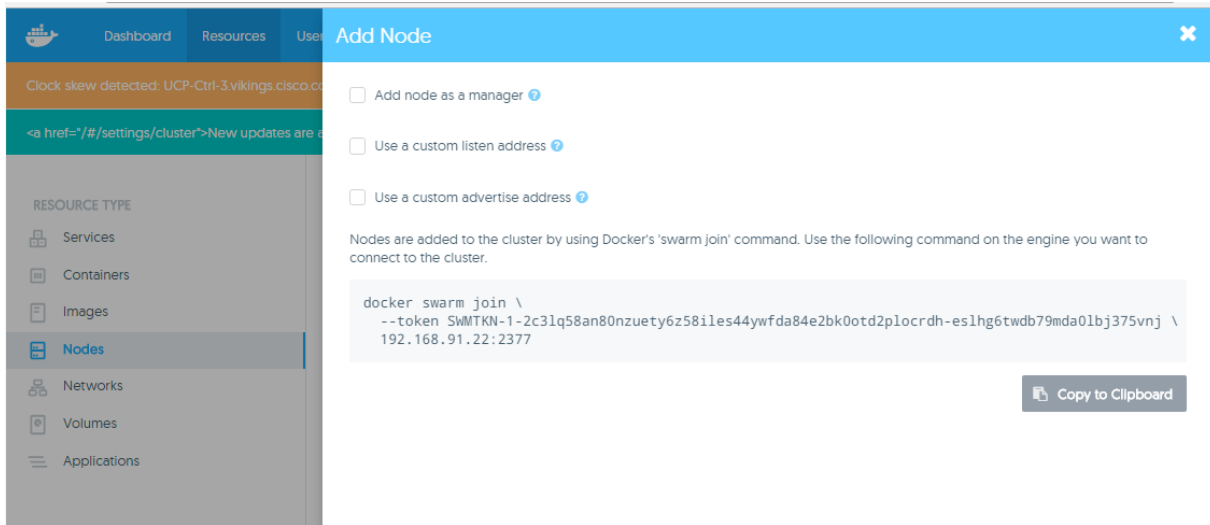 Dashboard Resources User
Add Node
Clock skew detected: UCP-Ctrl-3.vikings.cisco.co
<a href="/#/settings/cluster">New updates are a
RESOURCE TYPE
Services
Containers
Images
Nodes
Networks
Volumes
Applications
Add node as a manager
Use a custom listen address
Use a custom advertise address
Nodes are added to the cluster by using Docker's 'swarm join' command. Use the following command on the engine you want to
connect to the cluster.
docker swarm join \
--token SWMTKN-1-2c3lq58an80nzuety6z58iles44ywfda84e2bk0otd2plocrdh-eslhg6twdb79mda0lbj375vnj \
192.168.91.22:2377
Copy to Clipboard